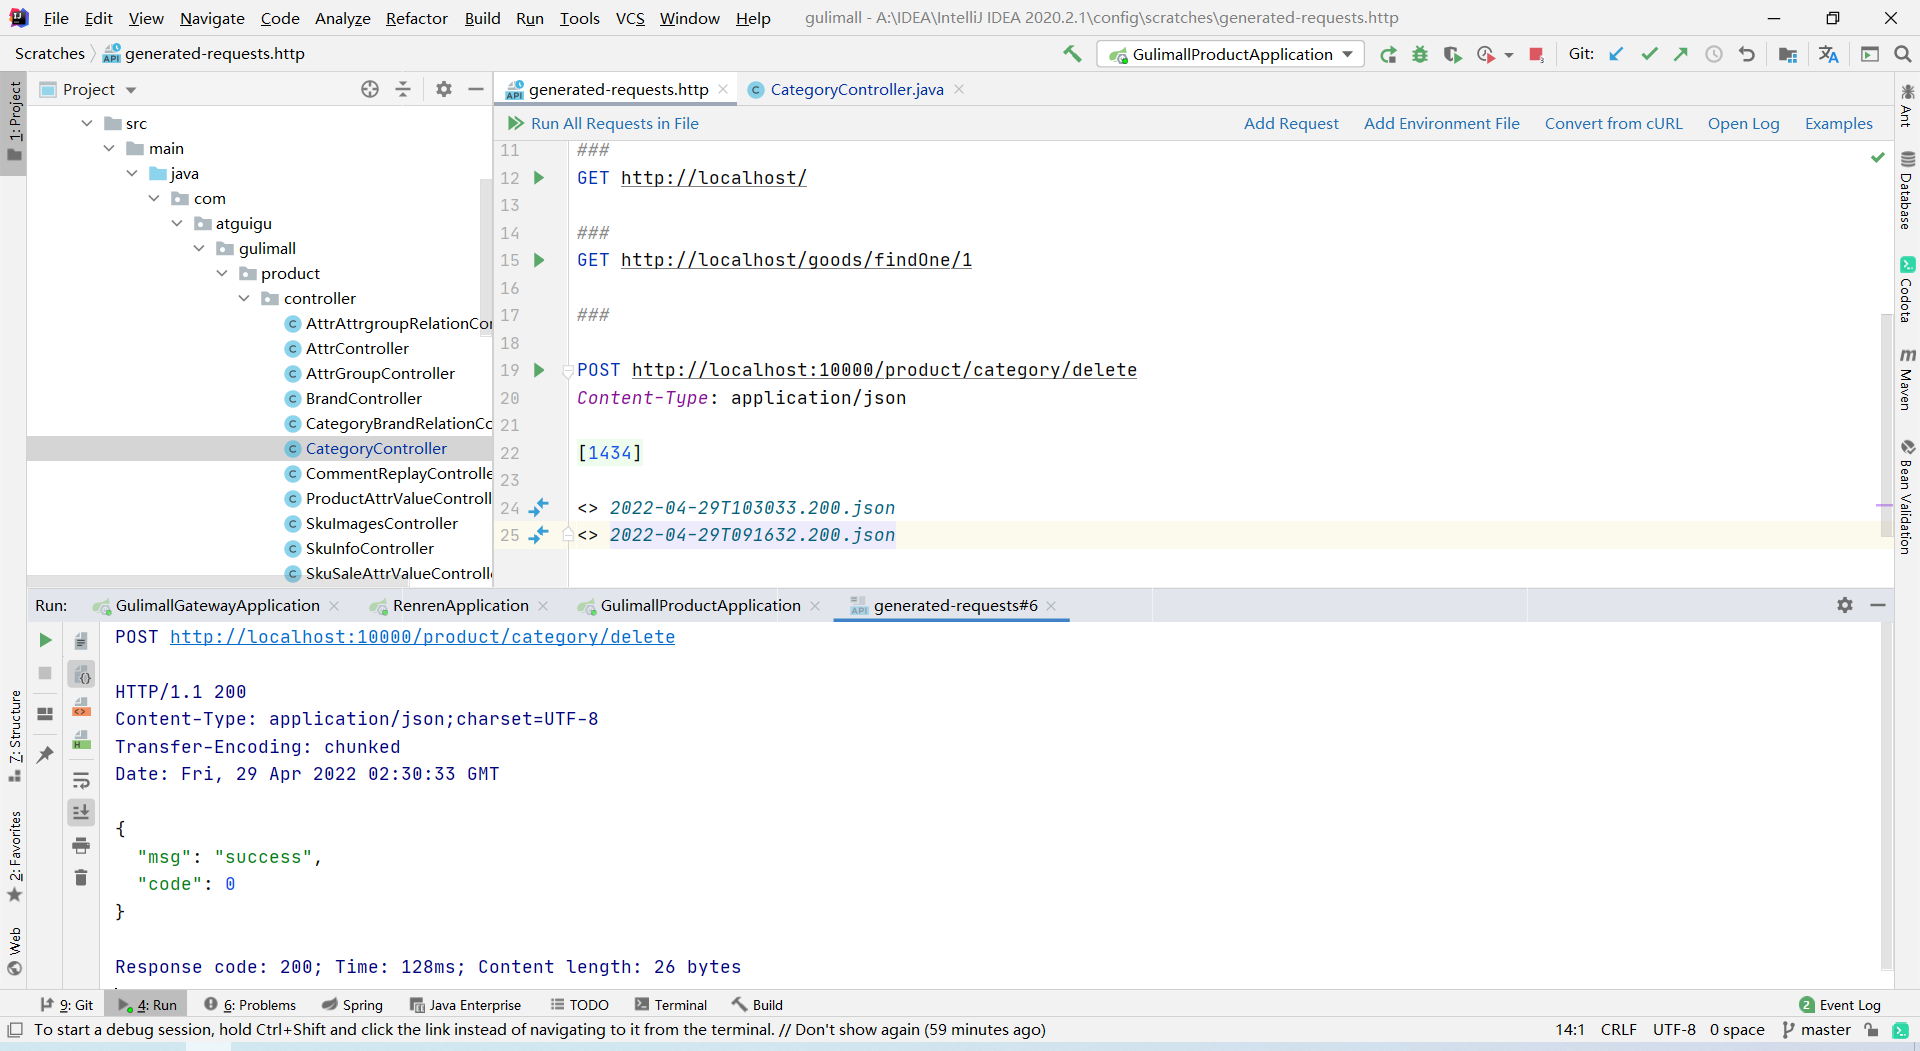 File Edit View Navigate Code Analyze Refactor Build Run Tools VCS Window Help gulimall - A:\IDEA\IntelliJ IDEA 2020.2.1\config\scratches\generated-requests.http
Scratches generated-requests.http GulimallProductApplication Git:
Project generated-requests.http CategoryController.java
Run All Requests in File Add Request Add Environment File Convert from cURL Open Log Examples
1: Project
7: Structure
2: Favorites
Web
src
main
java
com
atguigu
gulimall
product
controller
AttrAttrgroupRelationCon
AttrController
AttrGroupController
BrandController
CategoryBrandRelationCo
CategoryController
CommentReplayControlle
ProductAttrValueControll
SkuImagesController
SkuInfoController
SkuSaleAttrValueControll
11 ###
12 GET http://localhost/
13
14 ###
15 GET http://localhost/goods/findOne/1
16
17 ###
18
19 POST http://localhost:10000/product/category/delete
20 Content-Type: application/json
21
22 [1434]
23
24 <> 2022-04-29T103033.200.json
25 <> 2022-04-29T091632.200.json
Ant
Database
Codota
Maven
Bean Validation
Run: GulimallGatewayApplication RenrenApplication GulimallProductApplication generated-requests#6
POST http://localhost:10000/product/category/delete
HTTP/1.1 200
Content-Type: application/json;charset=UTF-8
Transfer-Encoding: chunked
Date: Fri, 29 Apr 2022 02:30:33 GMT
{
"msg": "success",
"code": 0
}
Response code: 200; Time: 128ms; Content length: 26 bytes
9: Git 4: Run 6: Problems Spring Java Enterprise TODO Terminal Build 2 Event Log
To start a debug session, hold Ctrl+Shift and click the link instead of navigating to it from the terminal. // Don't show again (59 minutes ago) 14:1 CRLF UTF-8 0 space master